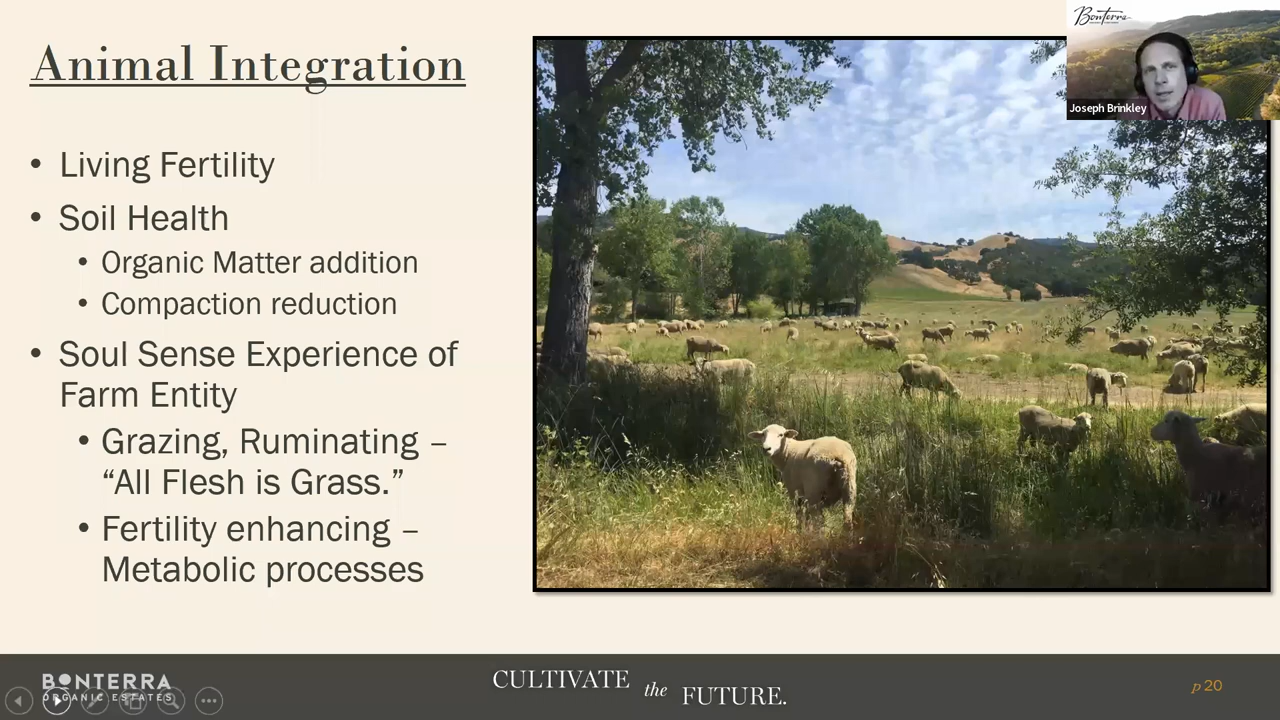 Animal Integration
Bonterra
Joseph Brinkley
• Living Fertility
• Soil Health
• Organic Matter addition
• Compaction reduction
• Soul Sense Experience of
Farm Entity
• Grazing, Ruminating –
“All Flesh is Grass.”
• Fertility enhancing –
Metabolic processes
BONTERRA
ORGANIC ESTATES
CULTIVATE the FUTURE.
p 20